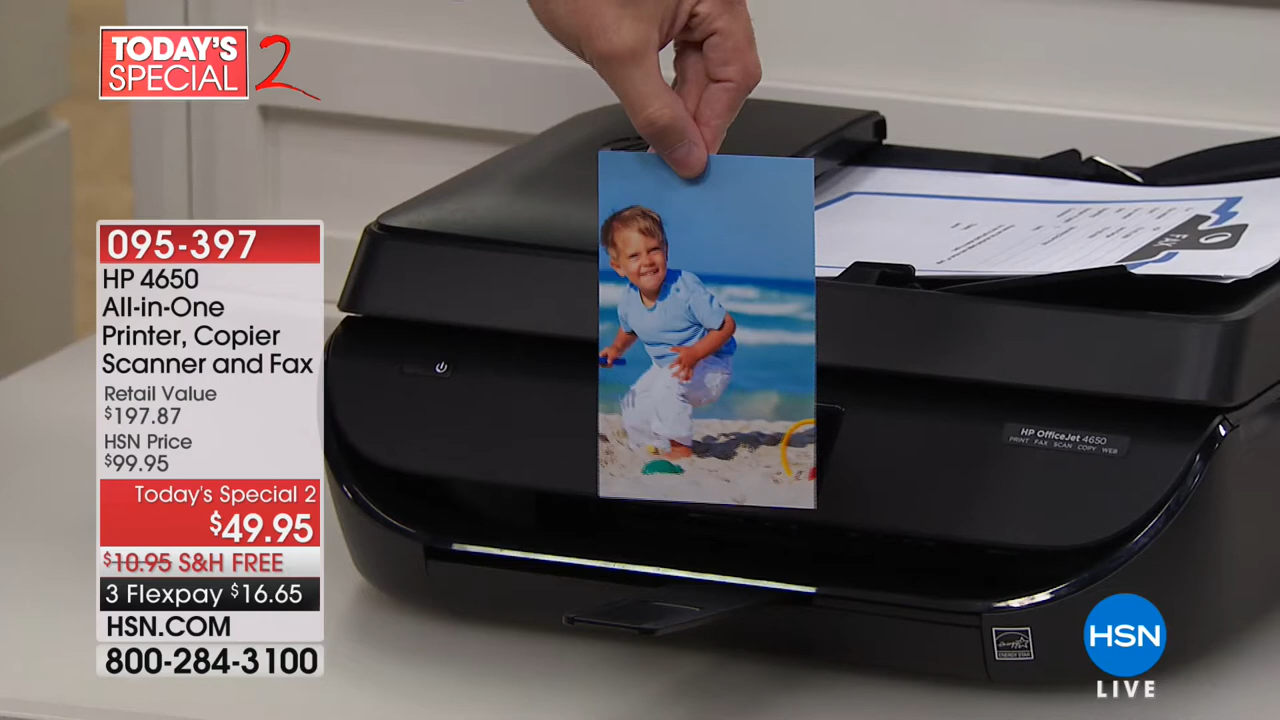 TODAY'S
SPECIAL 2
095-397
HP 4650
All-in-One
Printer, Copier
Scanner and Fax
Retail Value
$197.87
HSN Price
$99.95
Today's Special 2
$49.95
$10.95 S&H FREE
3 Flexpay $16.65
HSN.COM
800-284-3100
FAX
HP OfficeJet 4650
PRINT FAX SCAN COPY WEB
ENERGY STAR
HSN
LIVE